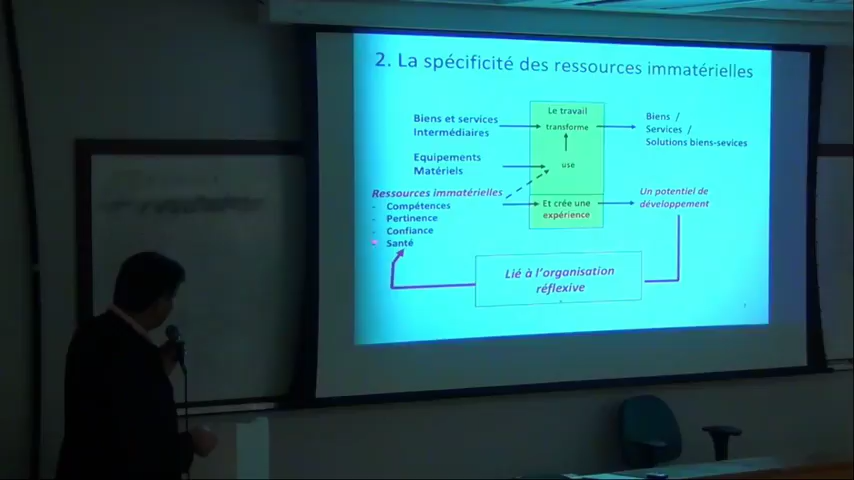 2. La spécificité des ressources immatérielles
Le travail
Biens et services
Intermédiaires
transforme
Biens /
Services /
Solutions biens-sevices
Equipements
Matériels
use
Ressources immatérielles
- Compétences
- Pertinence
- Confiance
- Santé
Et crée une
expérience
Un potentiel de
développement
Lié à l'organisation
réflexive